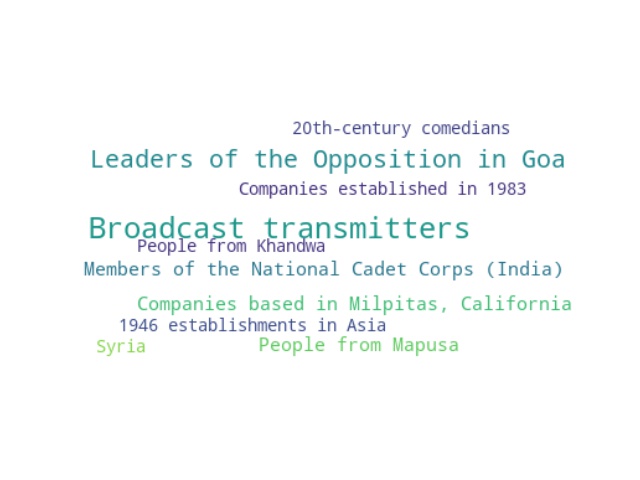 20th-century comedians
Leaders of the Opposition in Goa
Companies established in 1983
Broadcast transmitters
People from Khandwa
Members of the National Cadet Corps (India)
Companies based in Milpitas, California
1946 establishments in Asia
Syria
People from Mapusa